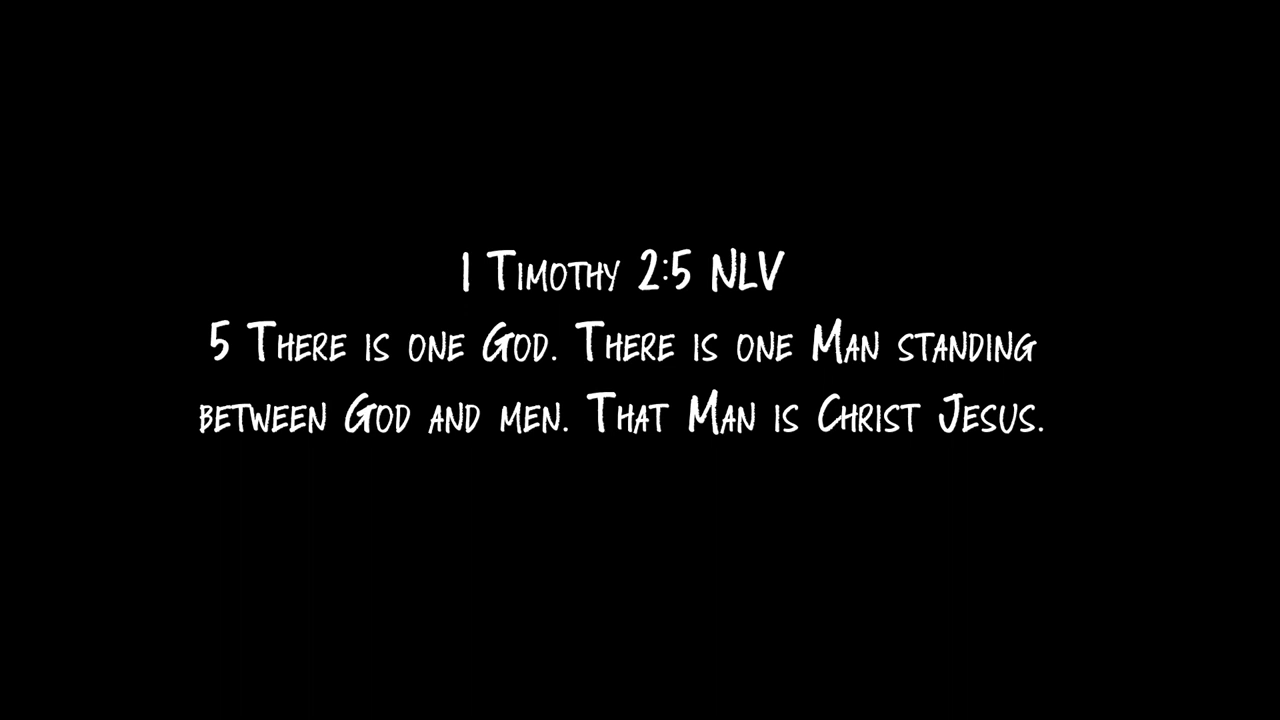 1 Timothy 2:5 NLV
5 There is one God. There is one Man standing
between God and men. That Man is Christ Jesus.